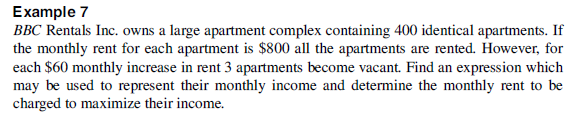 Example 7
BBC Rentals Inc. owns a large apartment complex containing 400 identical apartments. If
the monthly rent for each apartment is $800 all the apartments are rented. However, for
each $60 monthly increase in rent 3 apartments become vacant. Find an expression which
may be used to represent their monthly income and determine the monthly rent to be
charged to maximize their income.